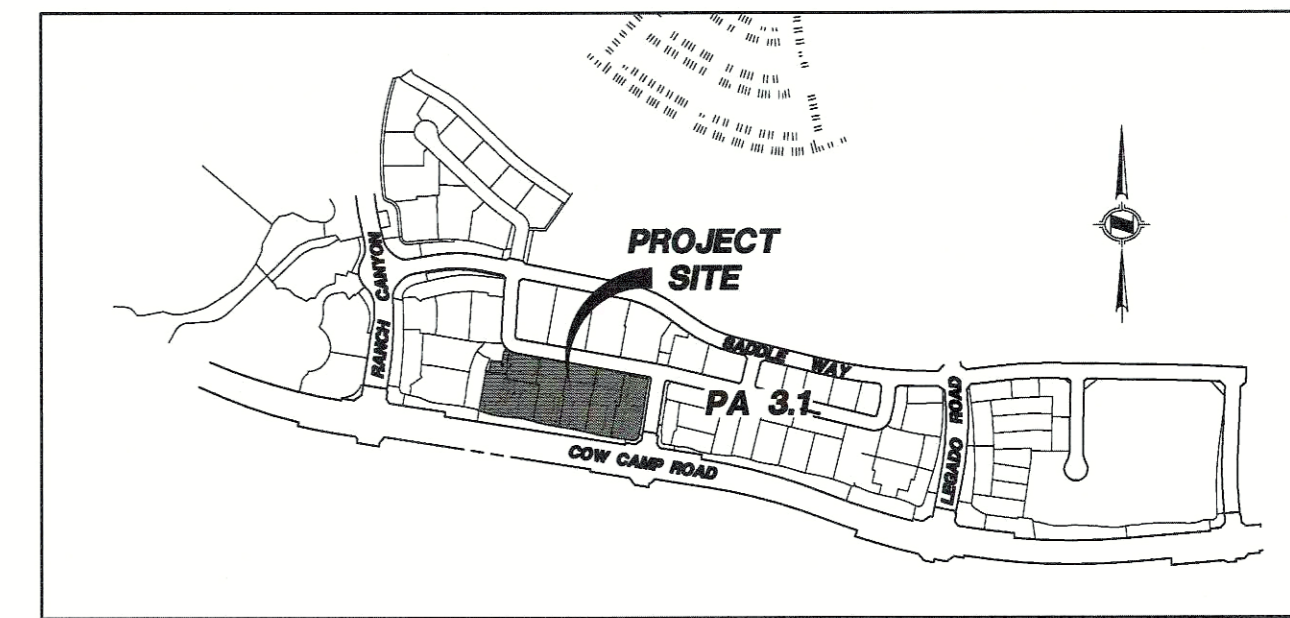 PROJECT
SITE
RANCH CANYON
SADDLE WAY
PA 3.1
LEGADO ROAD
COW CAMP ROAD